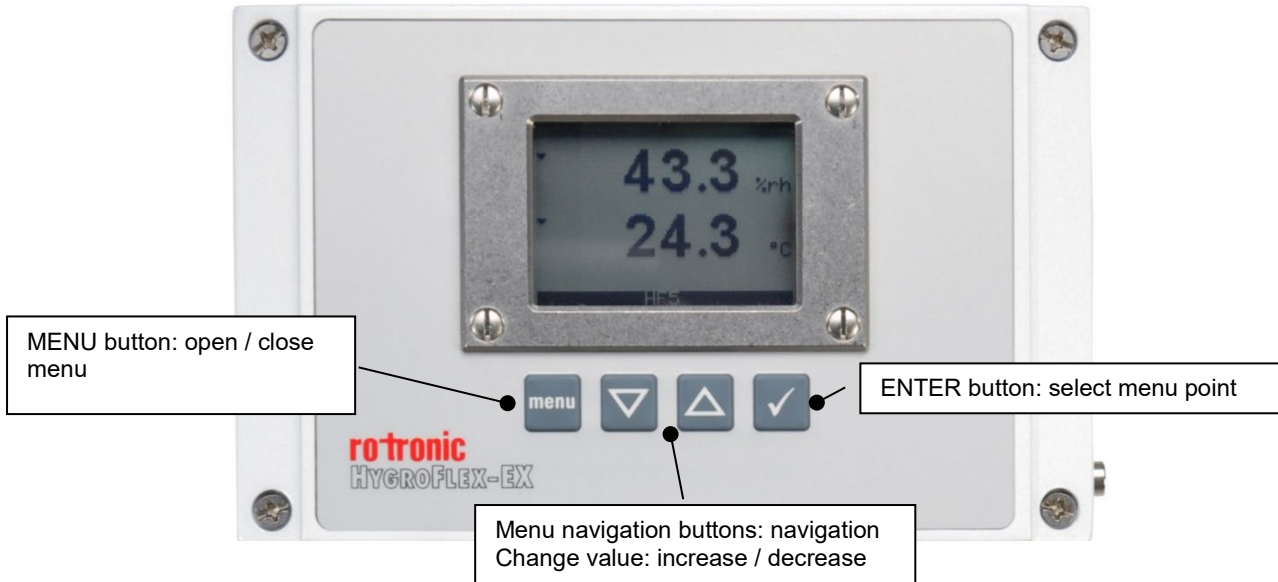 43.3 %rh
24.3 °C
HF5
MENU button: open / close
menu
ENTER button: select menu point
menu
rotronic
HYGROFLEX-EX
Menu navigation buttons: navigation
Change value: increase / decrease